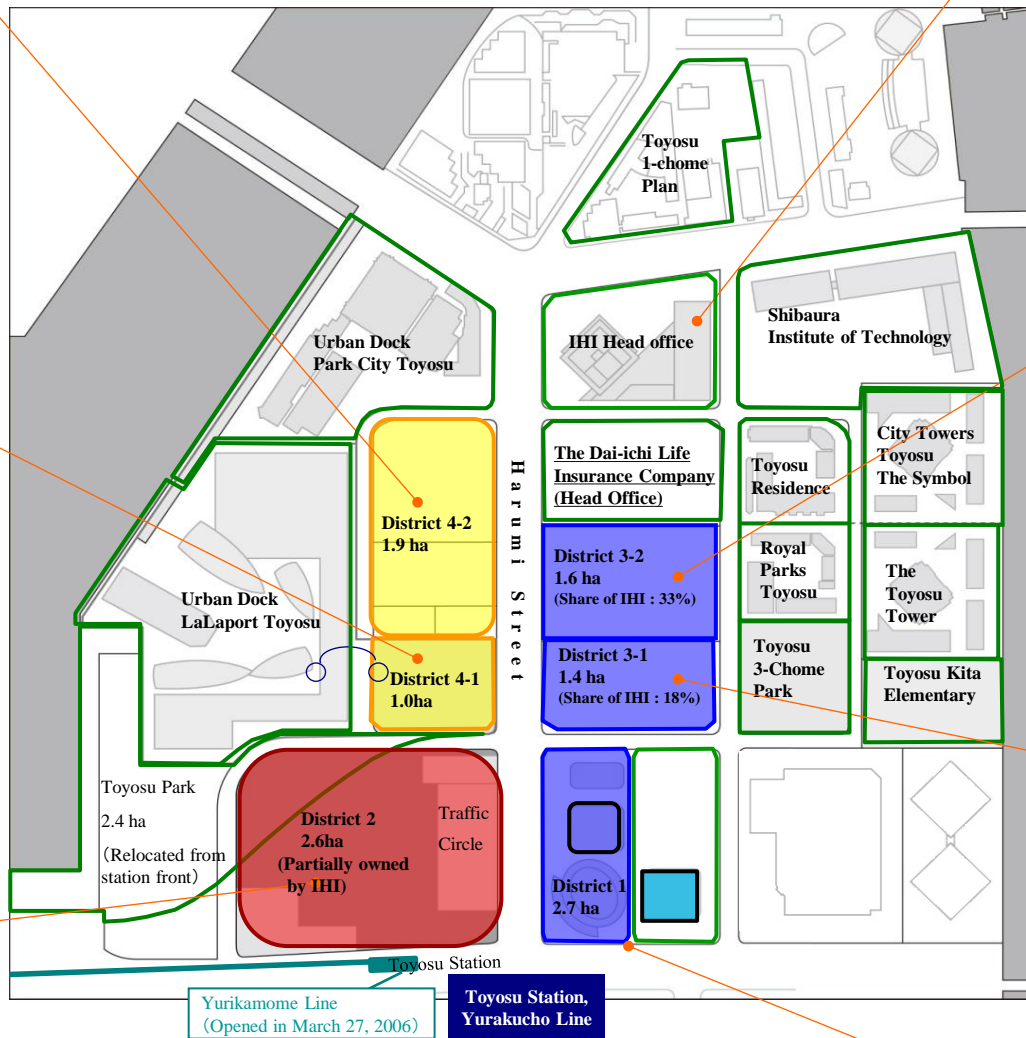 Toyosu
1-chome
Plan
Urban Dock
Park City Toyosu
IHI Head office
Shibaura
Institute of Technology
District 4-2
1.9 ha
Harumi Street
The Dai-ichi Life
Insurance Company
(Head Office)
Toyosu
Residence
City Towers
Toyosu
The Symbol
District 3-2
1.6 ha
(Share of IHI : 33%)
Royal
Parks
Toyosu
The
Toyosu
Tower
Urban Dock
LaLaport Toyosu
District 4-1
1.0ha
District 3-1
1.4 ha
(Share of IHI : 18%)
Toyosu
3-Chome
Park
Toyosu Kita
Elementary
Toyosu Park
2.4 ha
（Relocated from
station front）
District 2
2.6ha
(Partially owned
by IHI)
Traffic
Circle
District 1
2.7 ha
Toyosu Station
Yurikamome Line
（Opened in March 27, 2006）
Toyosu Station,
Yurakucho Line